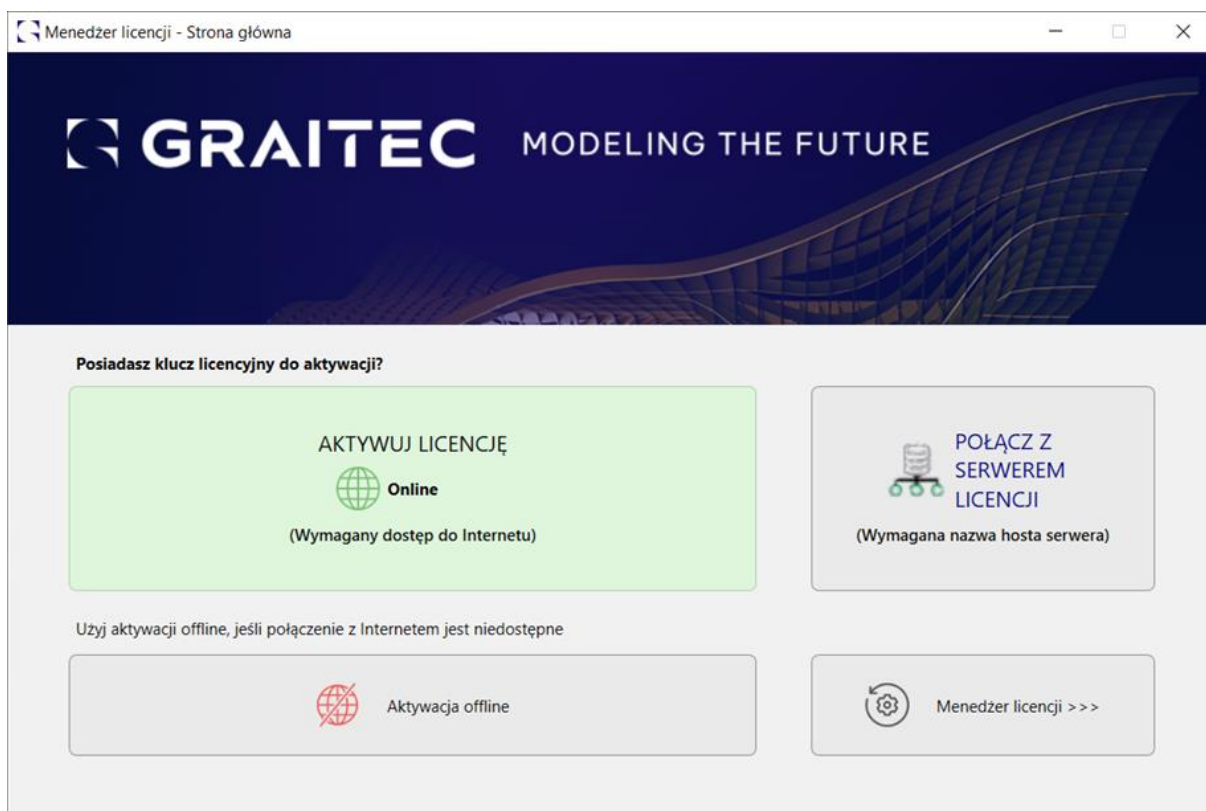 Menedżer licencji - Strona główna
GRAITEC MODELING THE FUTURE
Posiadasz klucz licencyjny do aktywacji?
AKTYWUJ LICENCJĘ
Online
(Wymagany dostęp do Internetu)
POŁĄCZ Z
SERWEREM
LICENCJI
(Wymagana nazwa hosta serwera)
Użyj aktywacji offline, jeśli połączenie z Internetem jest niedostępne
Aktywacja offline
Menedżer licencji >>>